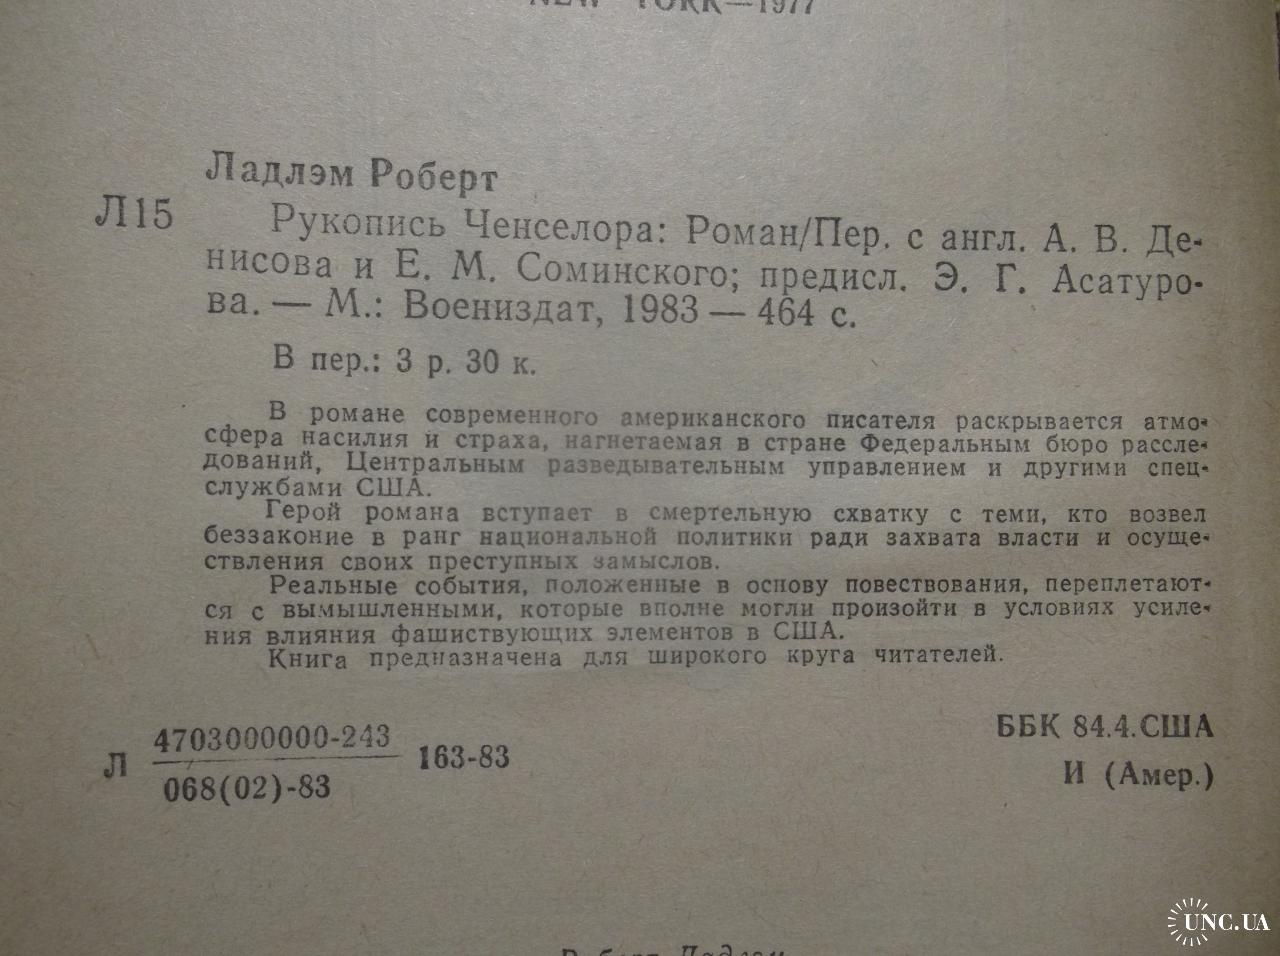 NEW YORK—1977
Ладлэм Роберт
Л15
Рукопись Ченселора: Роман/Пер. с англ. А. В. Де-
нисова и Е. М. Соминского; предисл. Э. Г. Асатуро-
ва. — М.: Воениздат, 1983 — 464 с.
В пер.: 3 р. 30 к.
В романе современного американского писателя раскрывается атмо-
сфера насилия и страха, нагнетаемая в стране Федеральным бюро рассле-
дований, Центральным разведывательным управлением и другими спец-
службами США.
Герой романа вступает в смертельную схватку с теми, кто возвел
беззаконие в ранг национальной политики ради захвата власти и осуще-
ствления своих преступных замыслов.
Реальные события, положенные в основу повествования, переплетают-
ся с вымышленными, которые вполне могли произойти в условиях усиле-
ния влияния фашиствующих элементов в США.
Книга предназначена для широкого круга читателей.
Л 4703000000-243 163-83
068(02)-83
ББК 84.4.США
И (Амер.)
Роберт Ладлэм
UNC.UA